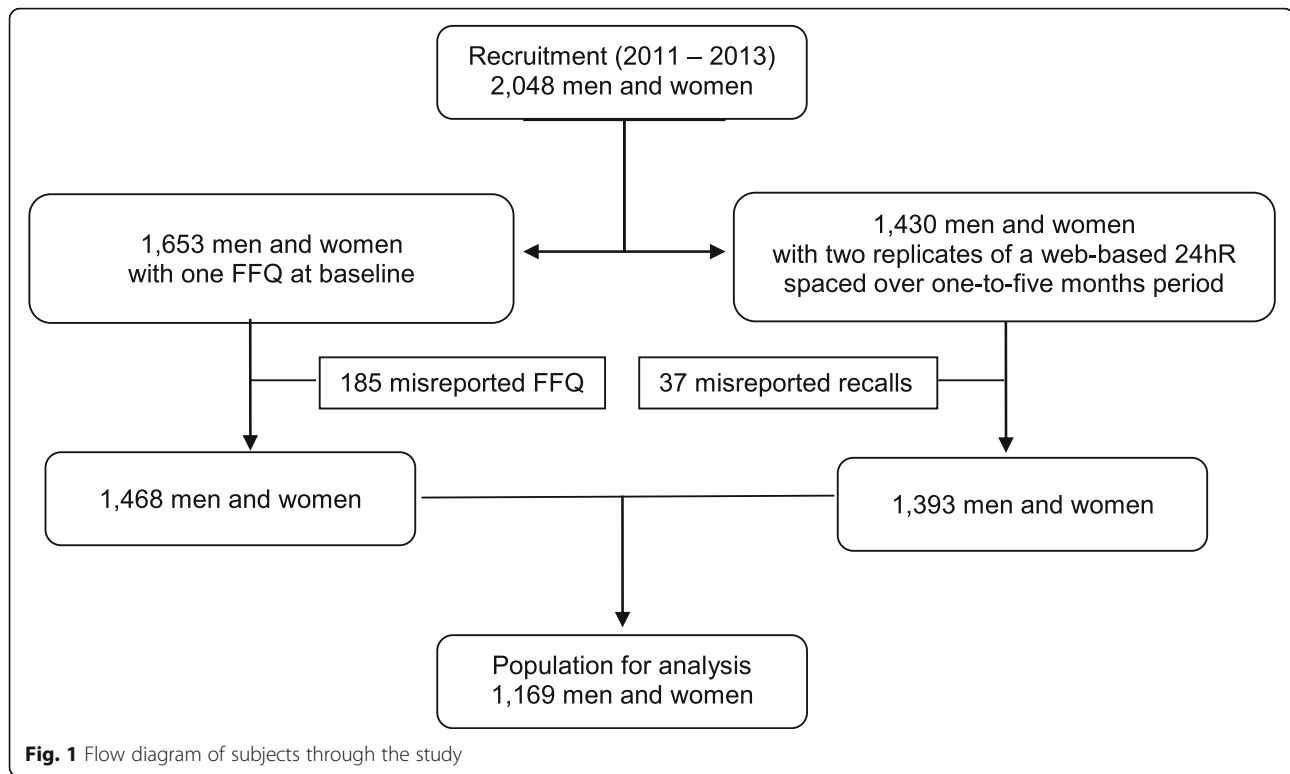 Recruitment (2011 – 2013)
2,048 men and women
1,653 men and women
with one FFQ at baseline
1,430 men and women
with two replicates of a web-based 24hR
spaced over one-to-five months period
185 misreported FFQ
37 misreported recalls
1,468 men and women
1,393 men and women
Population for analysis
1,169 men and women
Fig. 1 Flow diagram of subjects through the study